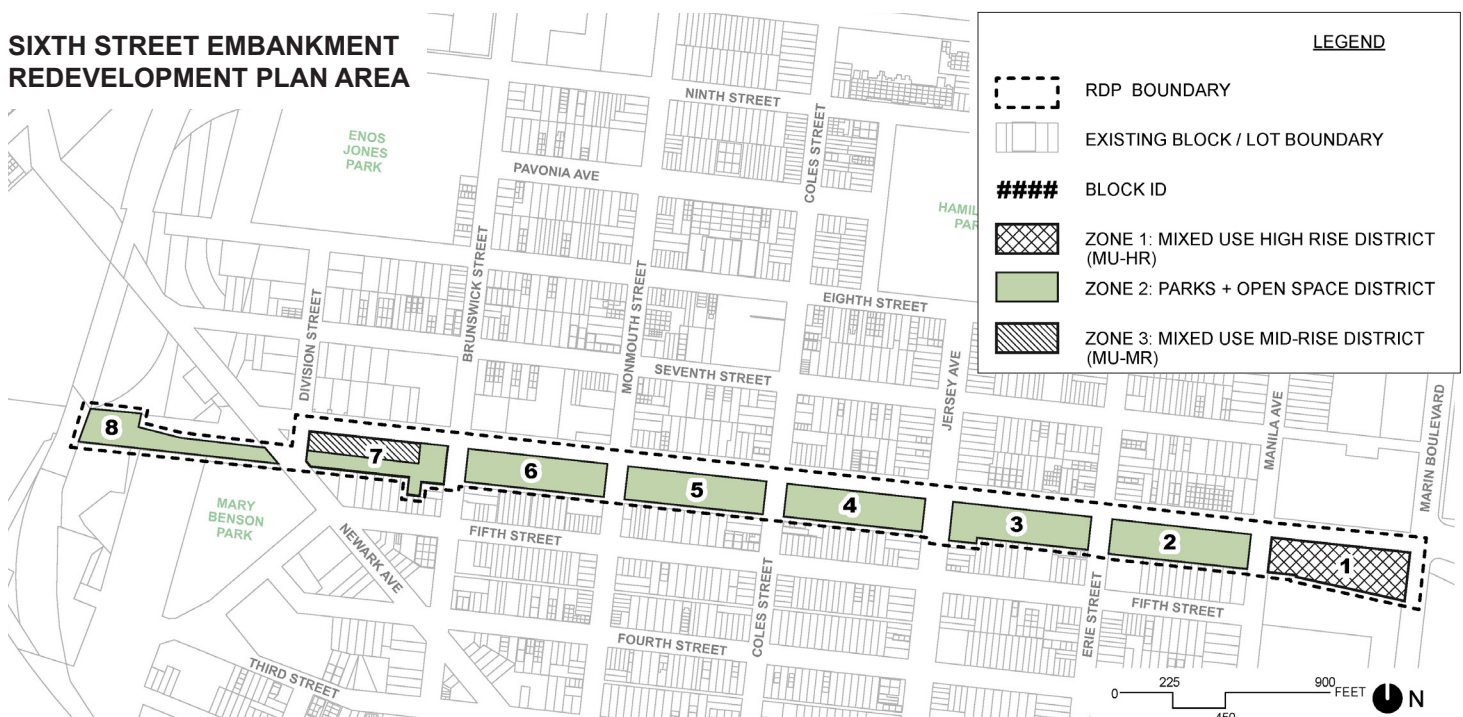 SIXTH STREET EMBANKMENT
REDEVELOPMENT PLAN AREA
LEGEND
RDP BOUNDARY
EXISTING BLOCK / LOT BOUNDARY
####
BLOCK ID
ZONE 1: MIXED USE HIGH RISE DISTRICT
(MU-HR)
ZONE 2: PARKS + OPEN SPACE DISTRICT
ZONE 3: MIXED USE MID-RISE DISTRICT
(MU-MR)
NINTH STREET
COLES STREET
ENOS
JONES
PARK
PAVONIA AVE
HAMIL
PAR
EIGHTH STREET
BRUNSWICK STREET
MONMOUTH STREET
DIVISION STREET
SEVENTH STREET
JERSEY AVE
MANILA AVE
MARIN BOULEVARD
8
7
6
5
4
3
2
1
MARY
BENSON
PARK
NEWARK AVE
FIFTH STREET
COLES STREET
ERIE STREET
FIFTH STREET
FOURTH STREET
THIRD STREET
0
225
450
900
FEET
N